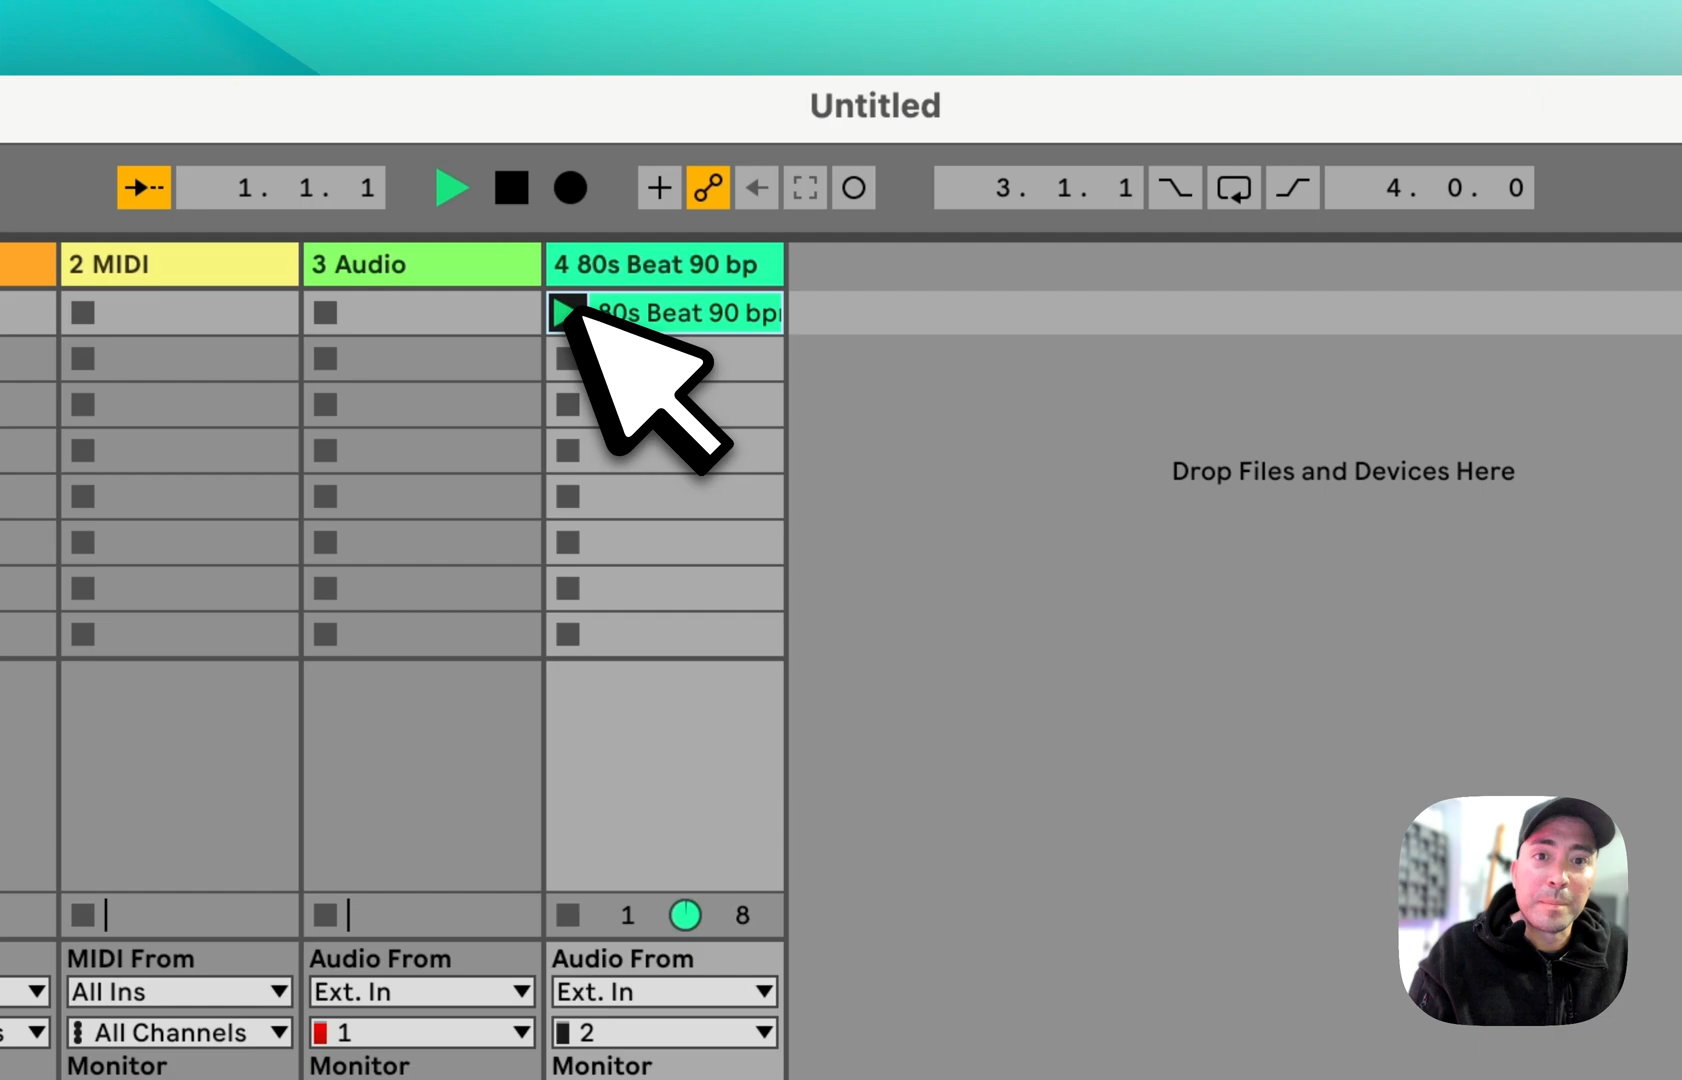 Untitled
1. 1. 1
3. 1. 1
4. 0. 0
2 MIDI
3 Audio
4 80s Beat 90 bp
80s Beat 90 bp
Drop Files and Devices Here
1
8
MIDI From
Audio From
Audio From
All Ins
Ext. In
Ext. In
s
All Channels
1
2
Monitor
Monitor
Monitor